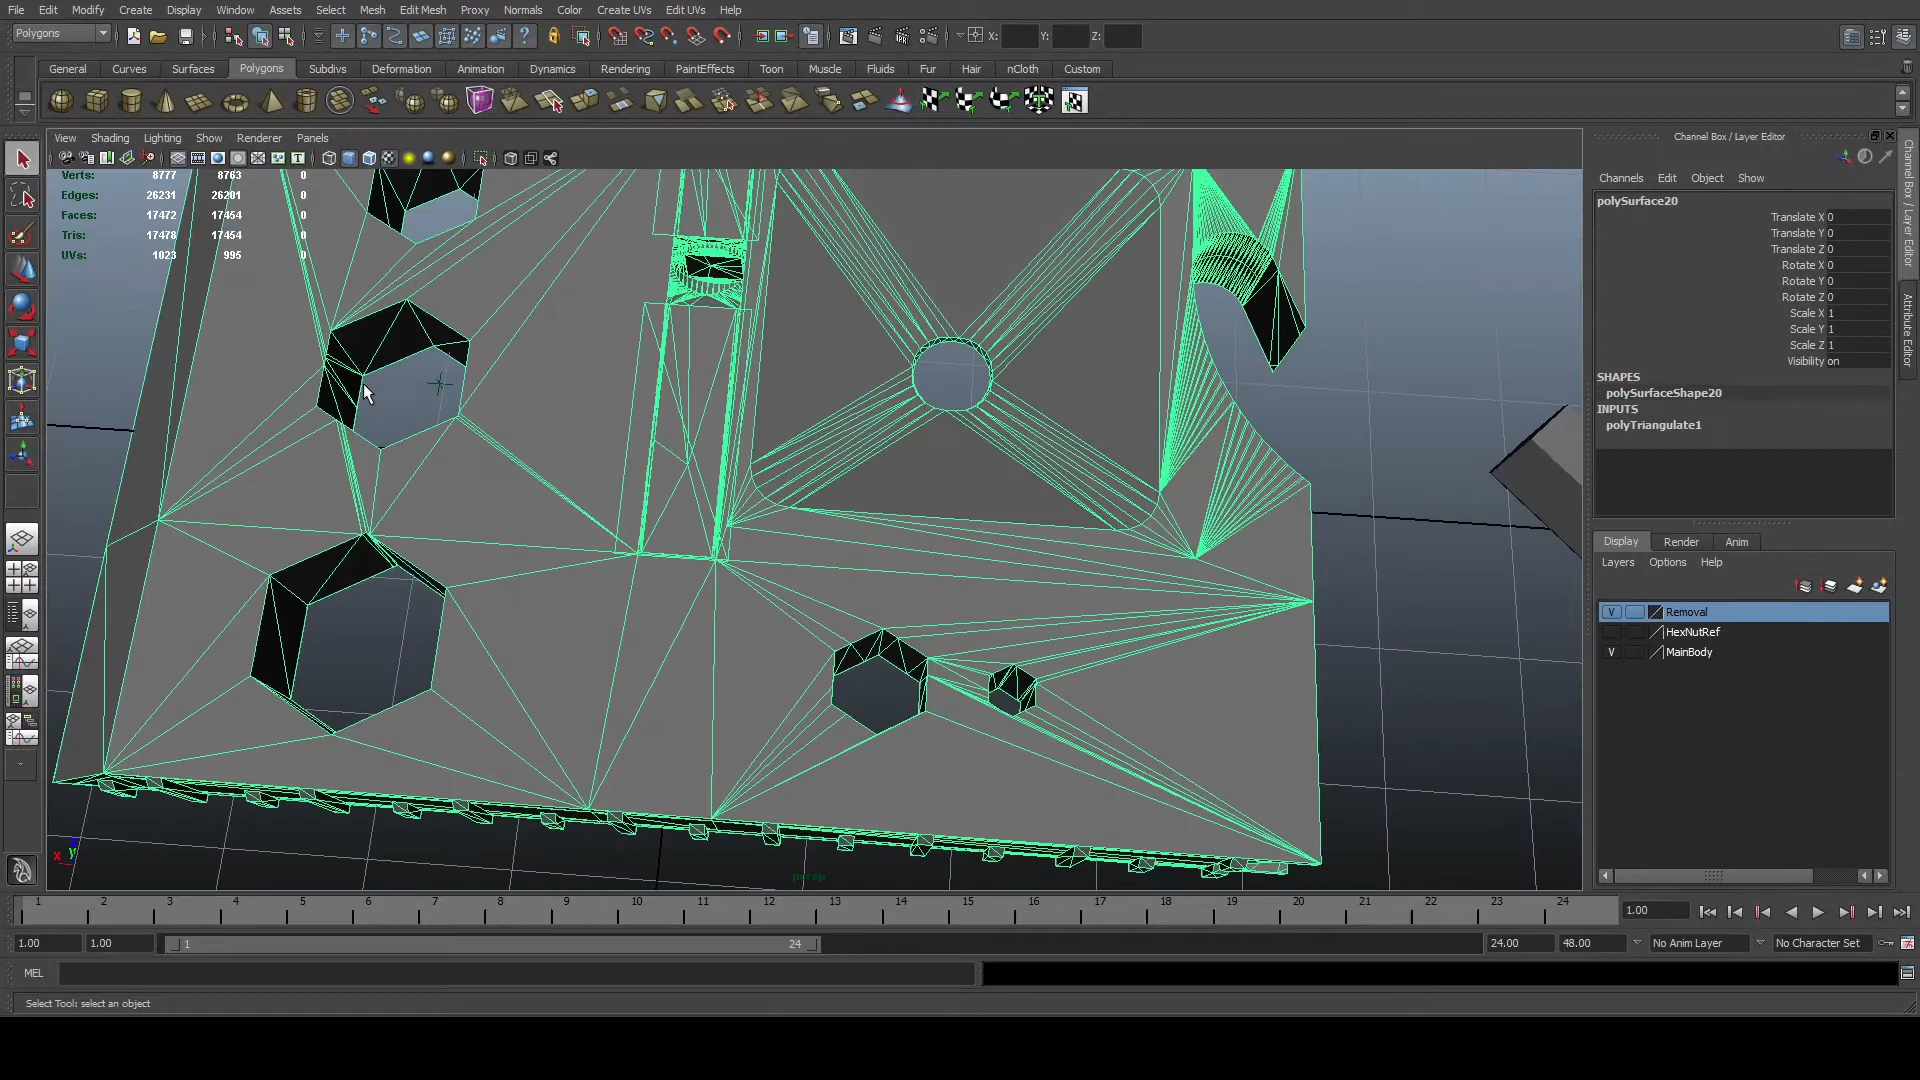 File Edit Modify Create Display Window Assets Select Mesh Edit Mesh Proxy Normals Color Create UVs Edit UVs Help
Polygons X: Y: Z:
General Curves Surfaces Polygons Subdivs Deformation Animation Dynamics Rendering PaintEffects Toon Muscle Fluids Fur Hair nCloth Custom
View Shading Lighting Show Renderer Panels
Verts: 8777 8763 0
Edges: 26231 26201 0
Faces: 17472 17454 0
Tris: 17478 17454 0
UVs: 1023 995 0
x y
persp
Channel Box / Layer Editor
Channels Edit Object Show
polySurface20
Translate X 0
Translate Y 0
Translate Z 0
Rotate X 0
Rotate Y 0
Rotate Z 0
Scale X 1
Scale Y 1
Scale Z 1
Visibility on
SHAPES
polySurfaceShape20
INPUTS
polyTriangulate1
Display Render Anim
Layers Options Help
V Removal
HexNutRef
V MainBody
Channel Box / Layer Editor
Attribute Editor
1 2 3 4 5 6 7 8 9 10 11 12 13 14 15 16 17 18 19 20 21 22 23 24 1.00
1.00 1.00 1 24 24.00 48.00 No Anim Layer No Character Set
MEL
Select Tool: select an object